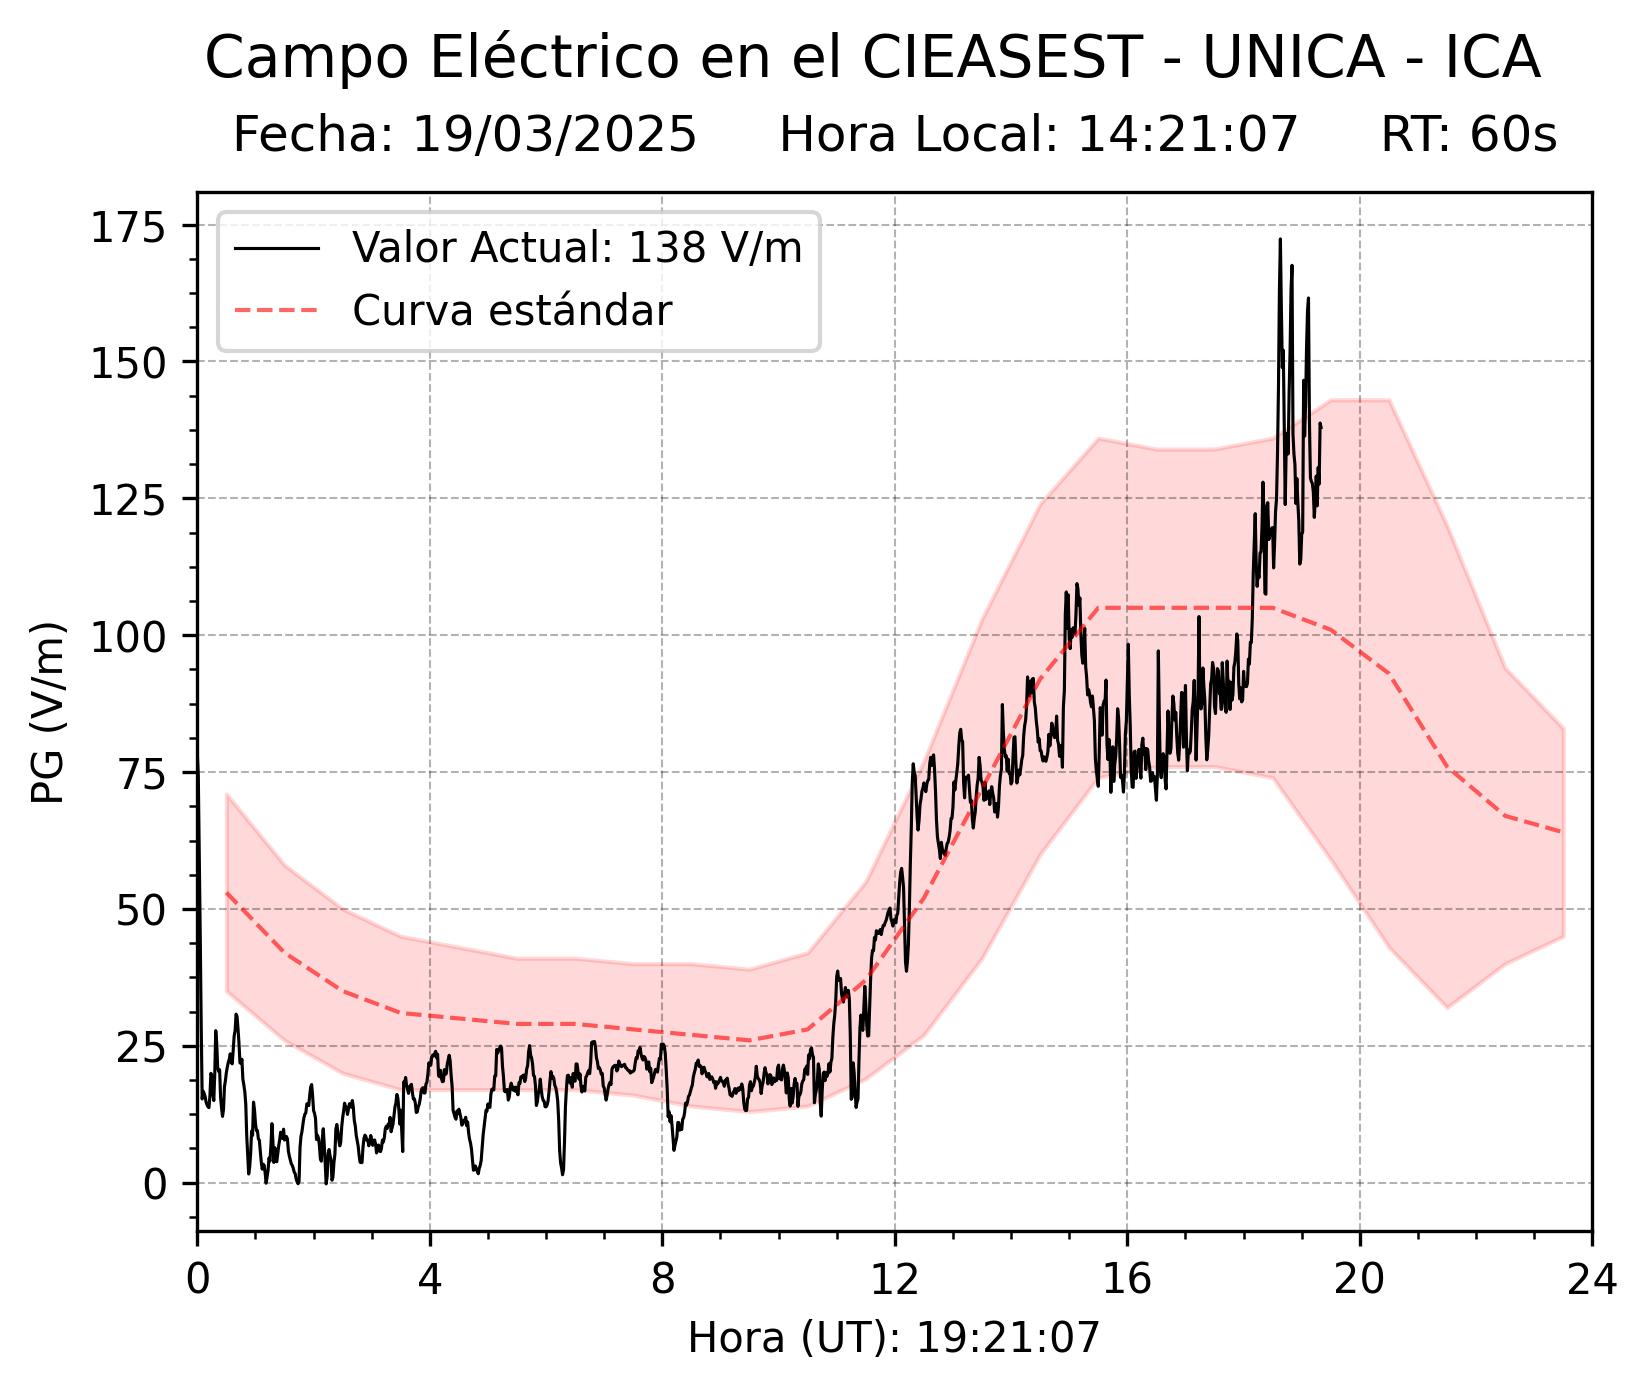 Campo Eléctrico en el CIEASEST - UNICA - ICA
Fecha: 19/03/2025 Hora Local: 14:21:07 RT: 60s
Valor Actual: 138 V/m
Curva estándar
PG (V/m)
175
150
125
100
75
50
25
0
0 4 8 12 16 20 24
Hora (UT): 19:21:07